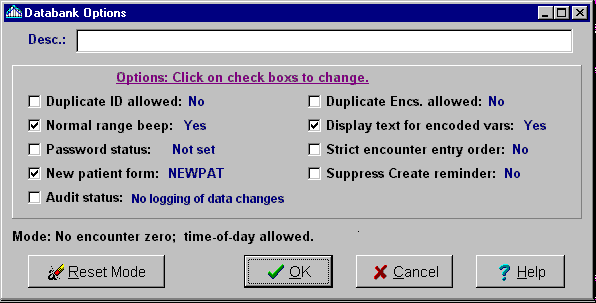 Databank Options
Desc.:
Options: Click on check boxs to change.
Duplicate ID allowed: No
Duplicate Encs. allowed: No
Normal range beep: Yes
Display text for encoded vars: Yes
Password status: Not set
Strict encounter entry order: No
New patient form: NEWPAT
Suppress Create reminder: No
Audit status: No logging of data changes
Mode: No encounter zero; time-of-day allowed.
Reset Mode
OK
Cancel
? Help